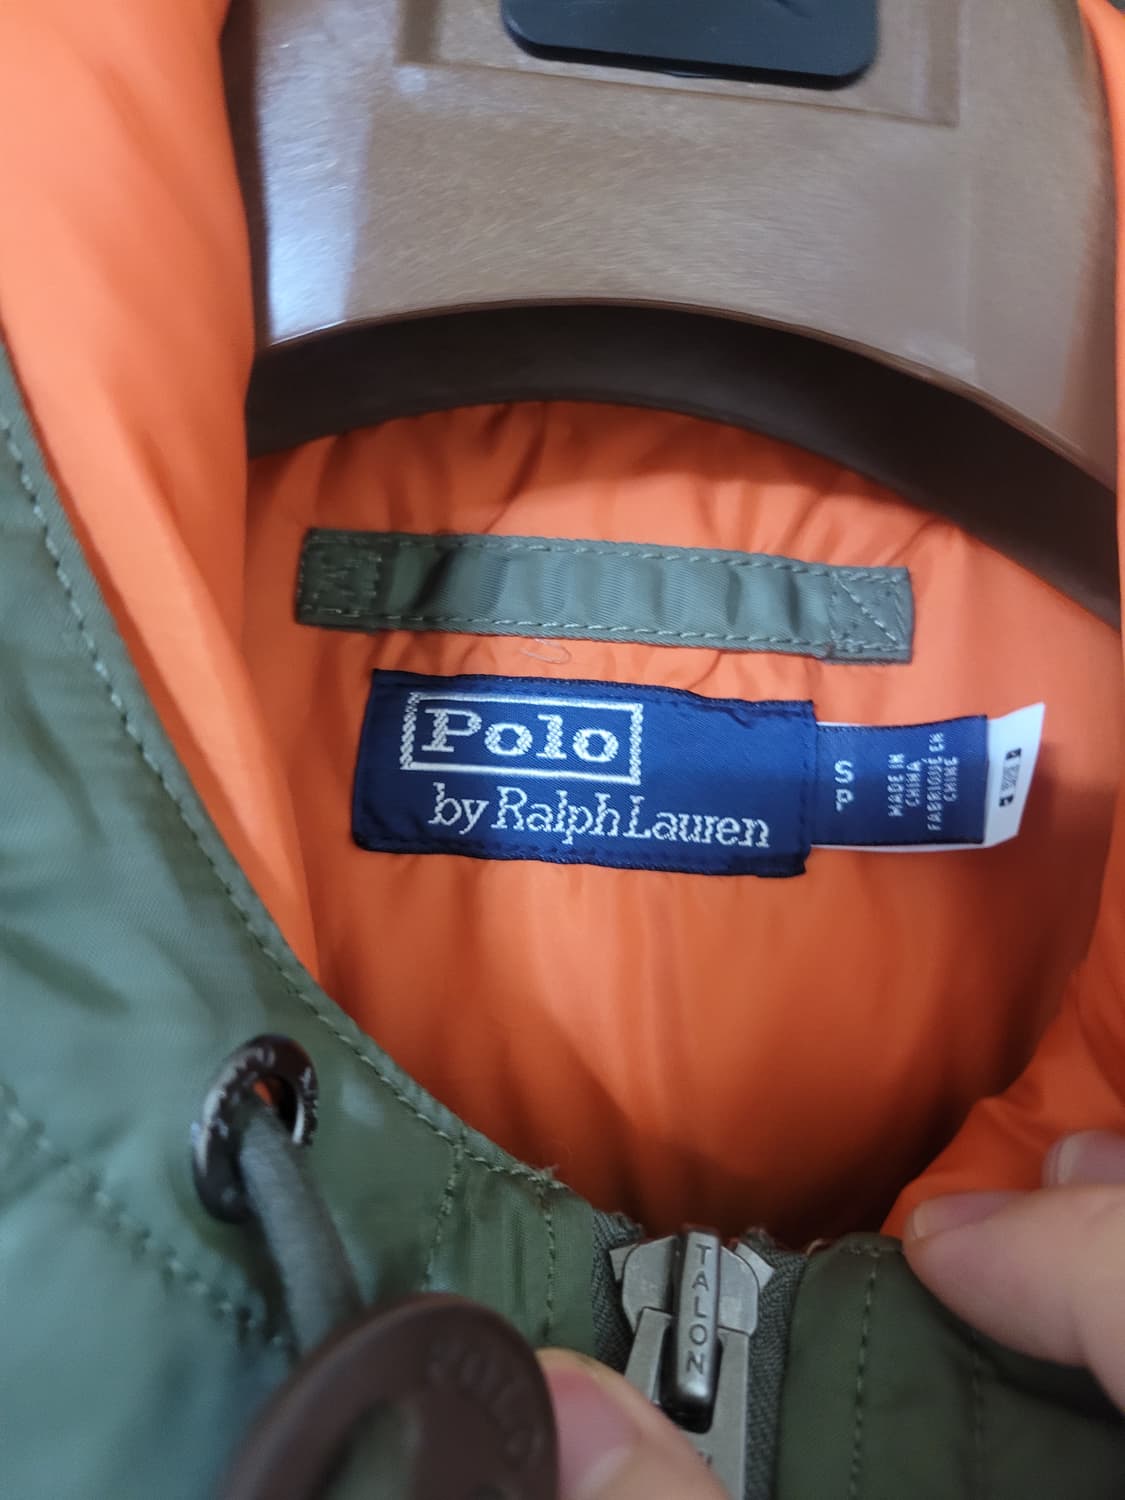 Polo
by Ralph Lauren
S
P
MADE IN
CHINA
FABRIQUÉ EN
CHINE
TALON